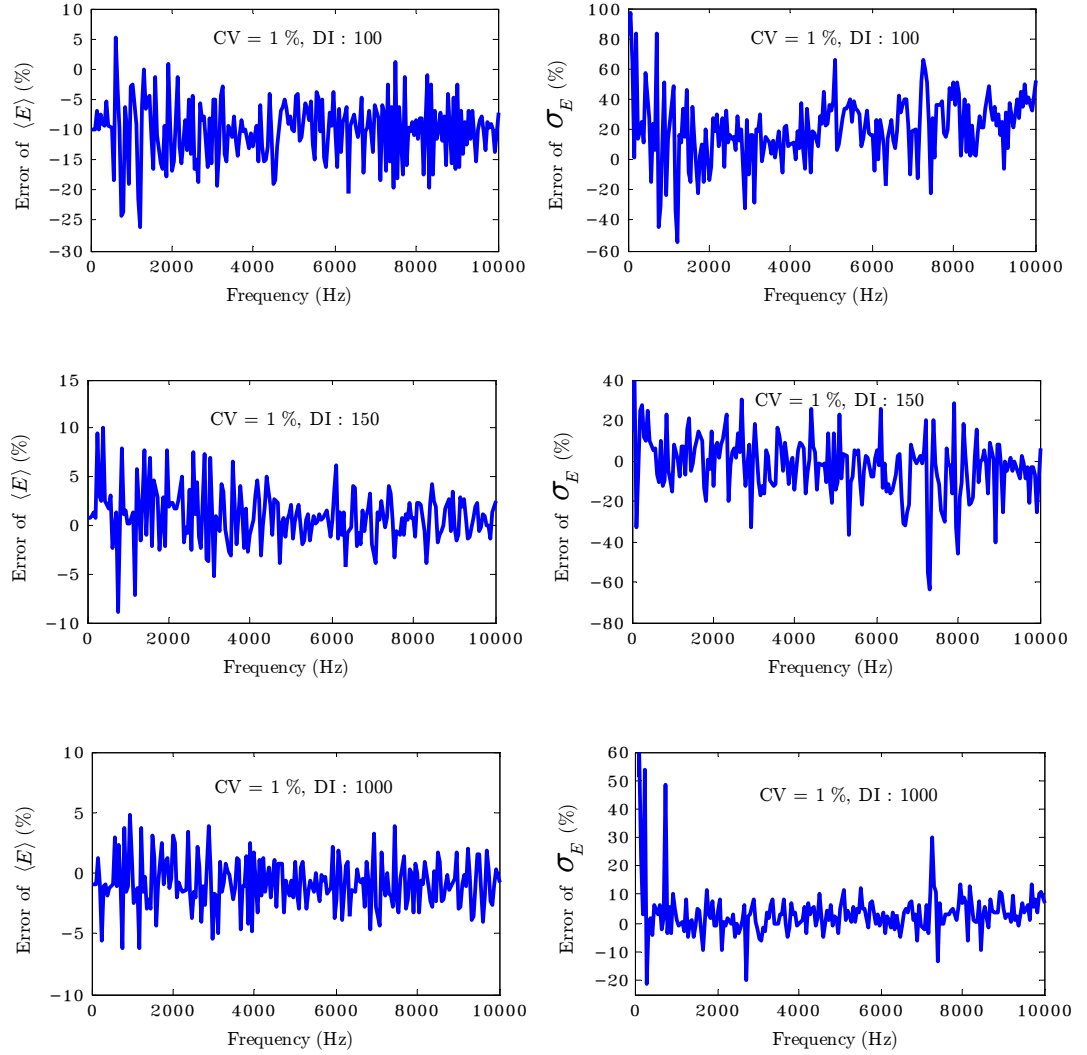 10
5
0
−5
−10
−15
−20
−25
−30
Error of ⟨E⟩ (%)
CV = 1 %, DI : 100
0 2000 4000 6000 8000 10000
Frequency (Hz)
100
80
60
40
20
0
−20
−40
−60
Error of σ_E (%)
CV = 1 %, DI : 100
0 2000 4000 6000 8000 10000
Frequency (Hz)
15
10
5
0
−5
−10
Error of ⟨E⟩ (%)
CV = 1 %, DI : 150
0 2000 4000 6000 8000 10000
Frequency (Hz)
40
20
0
−20
−40
−60
−80
Error of σ_E (%)
CV = 1 %, DI : 150
0 2000 4000 6000 8000 10000
Frequency (Hz)
10
5
0
−5
−10
Error of ⟨E⟩ (%)
CV = 1 %, DI : 1000
0 2000 4000 6000 8000 10000
Frequency (Hz)
60
50
40
30
20
10
0
−10
−20
Error of σ_E (%)
CV = 1 %, DI : 1000
0 2000 4000 6000 8000 10000
Frequency (Hz)